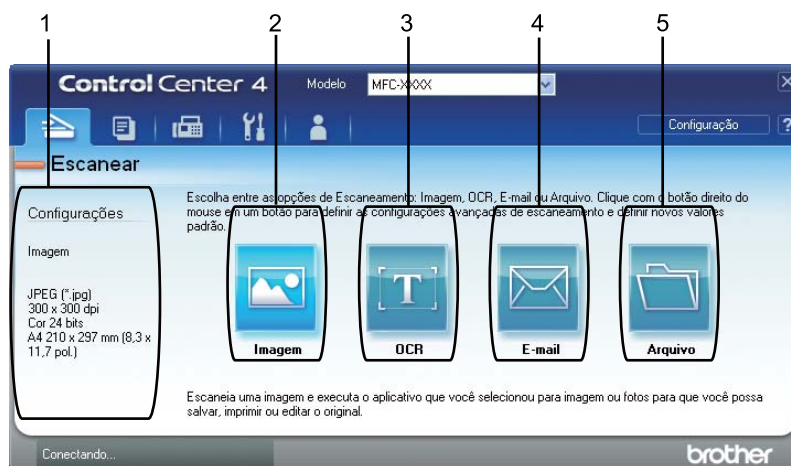 1 2 3 4 5
Control Center 4 Modelo MFC-XXXX
Configuração ?
Escanear
Configurações
Imagem
JPEG (*.jpg)
300 x 300 dpi
Cor 24 bits
A4 210 x 297 mm (8,3 x
11,7 pol.)
Escolha entre as opções de Escaneamento: Imagem, OCR, E-mail ou Arquivo. Clique com o botão direito do
mouse em um botão para definir as configurações avançadas de escaneamento e definir novos valores
padrão.
T
Imagem OCR E-mail Arquivo
Escaneia uma imagem e executa o aplicativo que você selecionou para imagem ou fotos para que você possa
salvar, imprimir ou editar o original.
Conectando...
brother